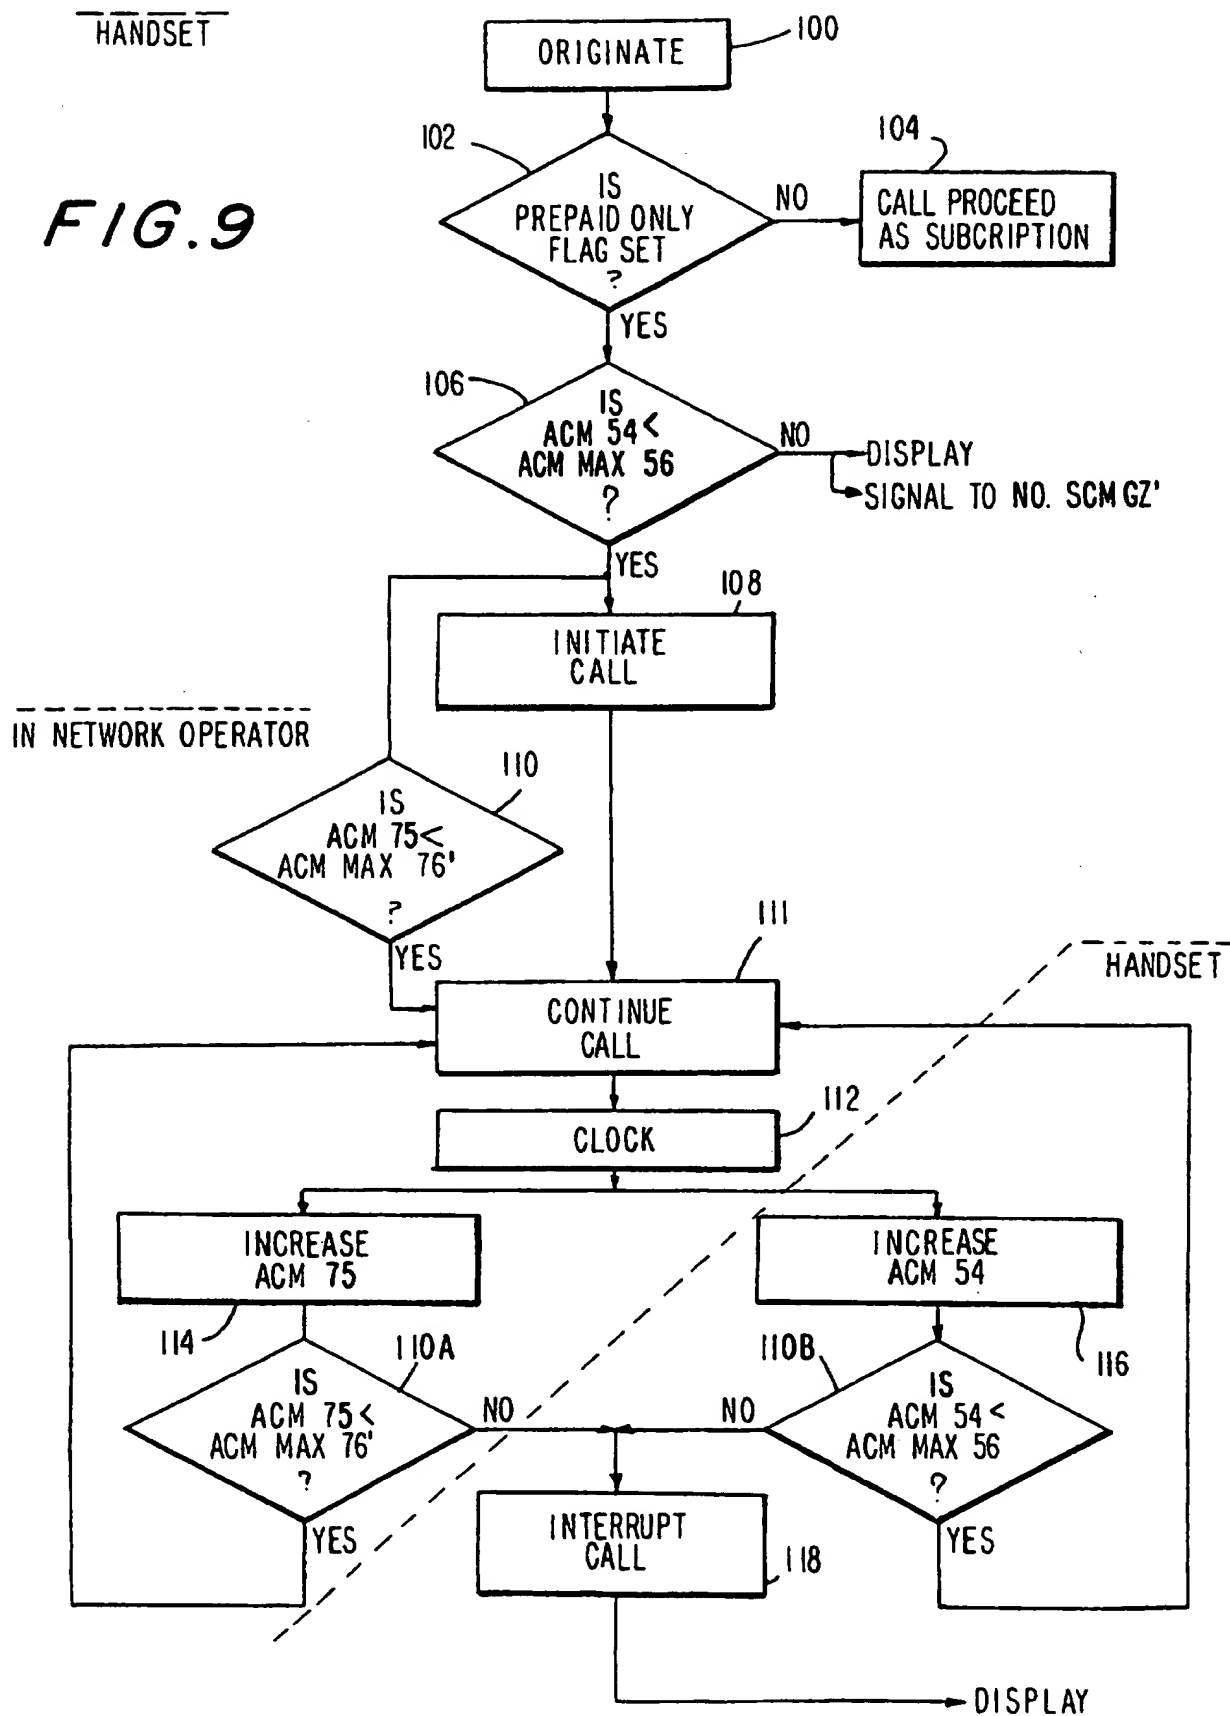 HANDSET
ORIGINATE
100
FIG.9
102
IS
PREPAID ONLY
FLAG SET
?
NO
104
CALL PROCEED
AS SUBCRIPTION
YES
106
IS
ACM 54<
ACM MAX 56
?
NO
DISPLAY
SIGNAL TO NO. SCM GZ'
YES
108
INITIATE
CALL
IN NETWORK OPERATOR
110
IS
ACM 75<
ACM MAX 76'
?
YES
111
CONTINUE
CALL
HANDSET
112
CLOCK
INCREASE
ACM 75
114
INCREASE
ACM 54
116
110A
IS
ACM 75<
ACM MAX 76'
?
NO
YES
110B
IS
ACM 54<
ACM MAX 56
?
NO
YES
INTERRUPT
CALL
118
DISPLAY